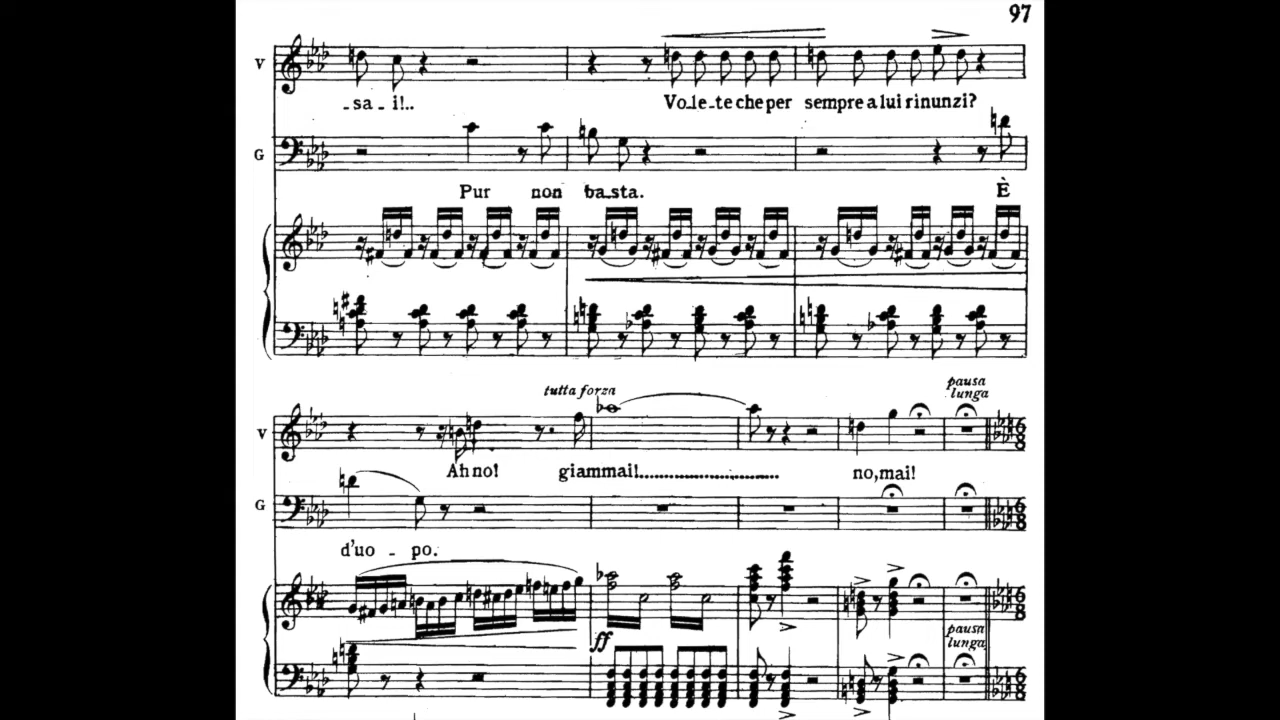 97
V
-sa - i!.. Vo-le-te che per sempre a lui rinunzi?
G
Pur non ba-sta. È
tutta forza
pausa lunga
V
Ah no! giammai!........................... no, mai!
G
d'uo - po.
ff
pausa lunga